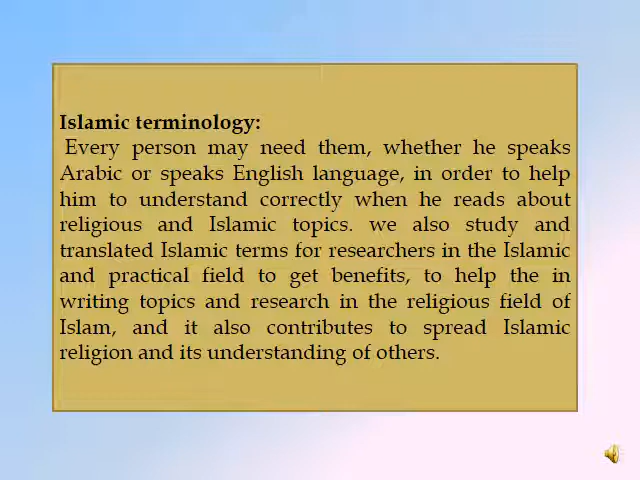 Islamic terminology:
Every person may need them, whether he speaks
Arabic or speaks English language, in order to help
him to understand correctly when he reads about
religious and Islamic topics. we also study and
translated Islamic terms for researchers in the Islamic
and practical field to get benefits, to help the in
writing topics and research in the religious field of
Islam, and it also contributes to spread Islamic
religion and its understanding of others.